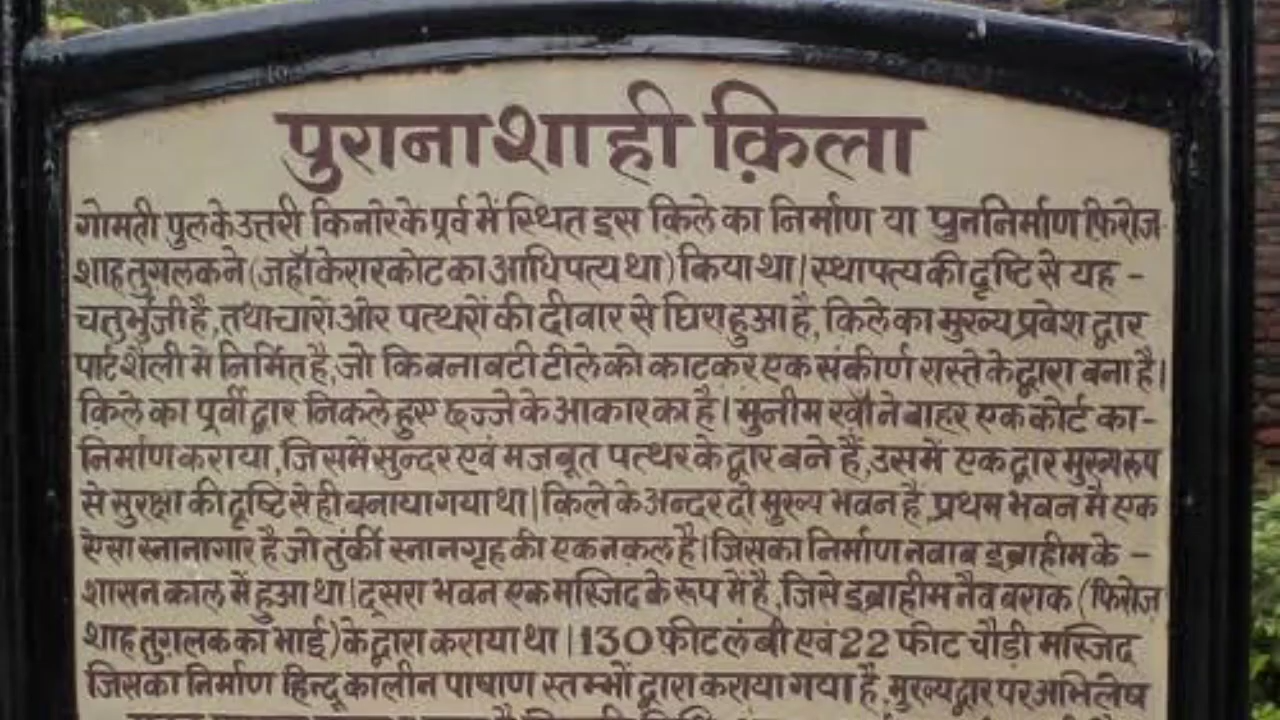 पुराना शाही क़िला
गोमती पुल के उत्तरी किनोर के पूर्व में स्थित इस किले का निर्माण या पुननिर्माण फिरोज
शाह तुगलक ने (जहाँ केरारकोट का आधिपत्य था) किया था। स्थापत्य की दृष्टि से यह -
चतुर्भुजी है, तथा चारों ओर पत्थरों की दीवार से घिरा हुआ है, किले का मुख्य प्रवेश द्वार
पार्ट शैली में निर्मित है, जो कि बनावटी टीले को काटकर एक संकीर्ण रास्ते के द्वारा बना है।
किले का पूर्वी द्वार निकले हुए छज्जे के आकार का है। मुनीम खाँ ने बाहर एक कोर्ट का -
निर्माण कराया, जिसमें सुन्दर एवं मजबूत पत्थर के द्वार बने हैं, उसमें एक द्वार मुख्य रुप
से सुरक्षा की दृष्टि से ही बनाया गया था। किले के अन्दर दो मुख्य भवन है, प्रथम भवन में एक
ऐसा स्नानागार है जो तुंर्की स्नानगृह की एक नकल है। जिसका निर्माण नवाब इब्राहीम के -
शासन काल में हुआ था। दूसरा भवन एक मस्जिद के रूप में है, जिसे इब्राहीम नैव बराक (फिरोज
शाह तुगलक का भाई) के द्वारा कराया था। 130 फीट लंबी एवं 22 फीट चौड़ी मस्जिद
जिसका निर्माण हिन्दू कालीन पाषाण स्तम्भों द्वारा कराया गया है, मुख्य द्वार पर अभिलेष